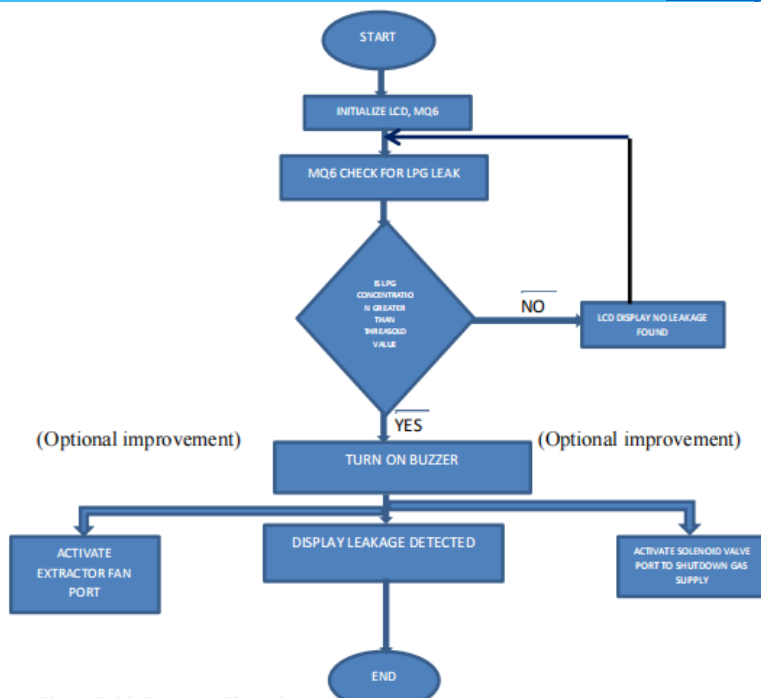 START
INITIALIZE LCD, MQ6
MQ6 CHECK FOR LPG LEAK
IS LPG
CONCENTRATIO
N GREATER
THAN
THREASOLD
VALUE
NO
LCD DISPLAY NO LEAKAGE
FOUND
YES
(Optional improvement)
(Optional improvement)
TURN ON BUZZER
ACTIVATE
EXTRACTOR FAN
PORT
DISPLAY LEAKAGE DETECTED
ACTIVATE SOLENOID VALVE
PORT TO SHUTDOWN GAS
SUPPLY
END